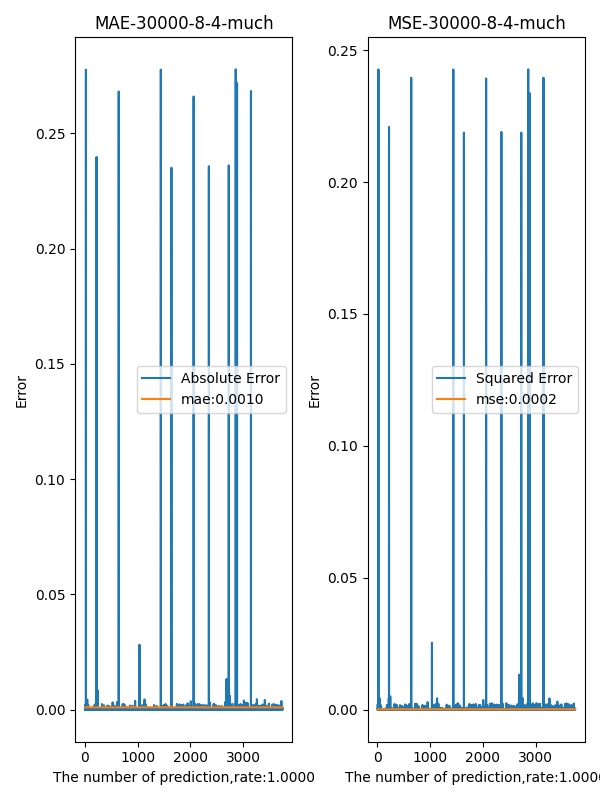 MAE-30000-8-4-much
MSE-30000-8-4-much
Error
0.25
0.20
0.15
0.10
0.05
0.00
Absolute Error
mae:0.0010
0 1000 2000 3000
The number of prediction,rate:1.0000
Error
0.25
0.20
0.15
0.10
0.05
0.00
Squared Error
mse:0.0002
0 1000 2000 3000
The number of prediction,rate:1.000